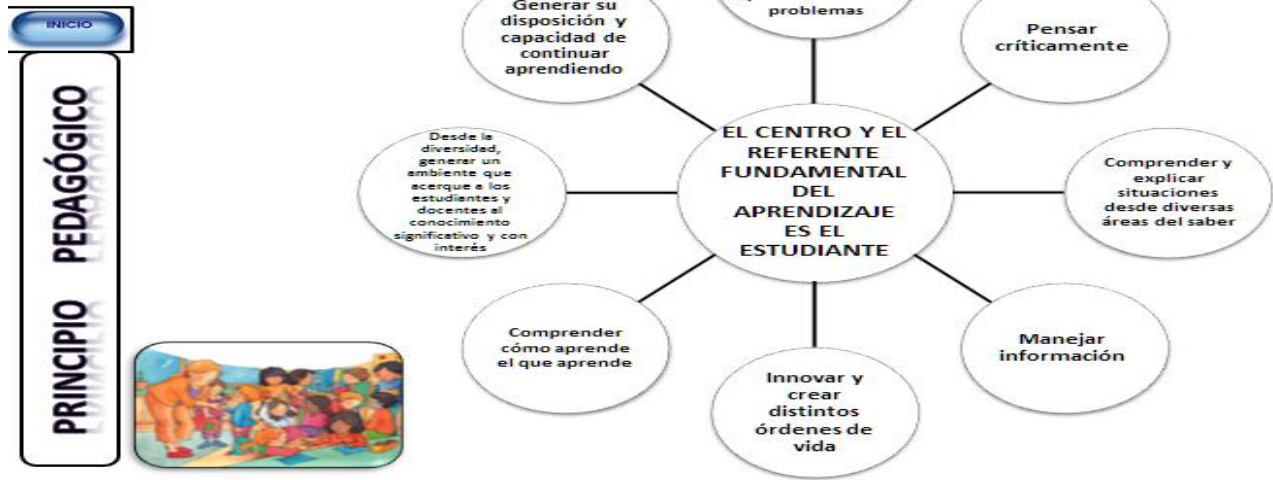 INICIO
PRINCIPIO PEDAGÓGICO
Generar su
disposición y
capacidad de
continuar
aprendiendo
problemas
Pensar
críticamente
Desde la
diversidad,
generar un
ambiente que
acerque a los
estudiantes y
docentes al
conocimiento
significativo y con
interés
EL CENTRO Y EL
REFERENTE
FUNDAMENTAL
DEL
APRENDIZAJE
ES EL
ESTUDIANTE
Comprender y
explicar
situaciones
desde diversas
áreas del saber
Comprender
cómo aprende
el que aprende
Innovar y
crear
distintos
órdenes de
vida
Manejar
información